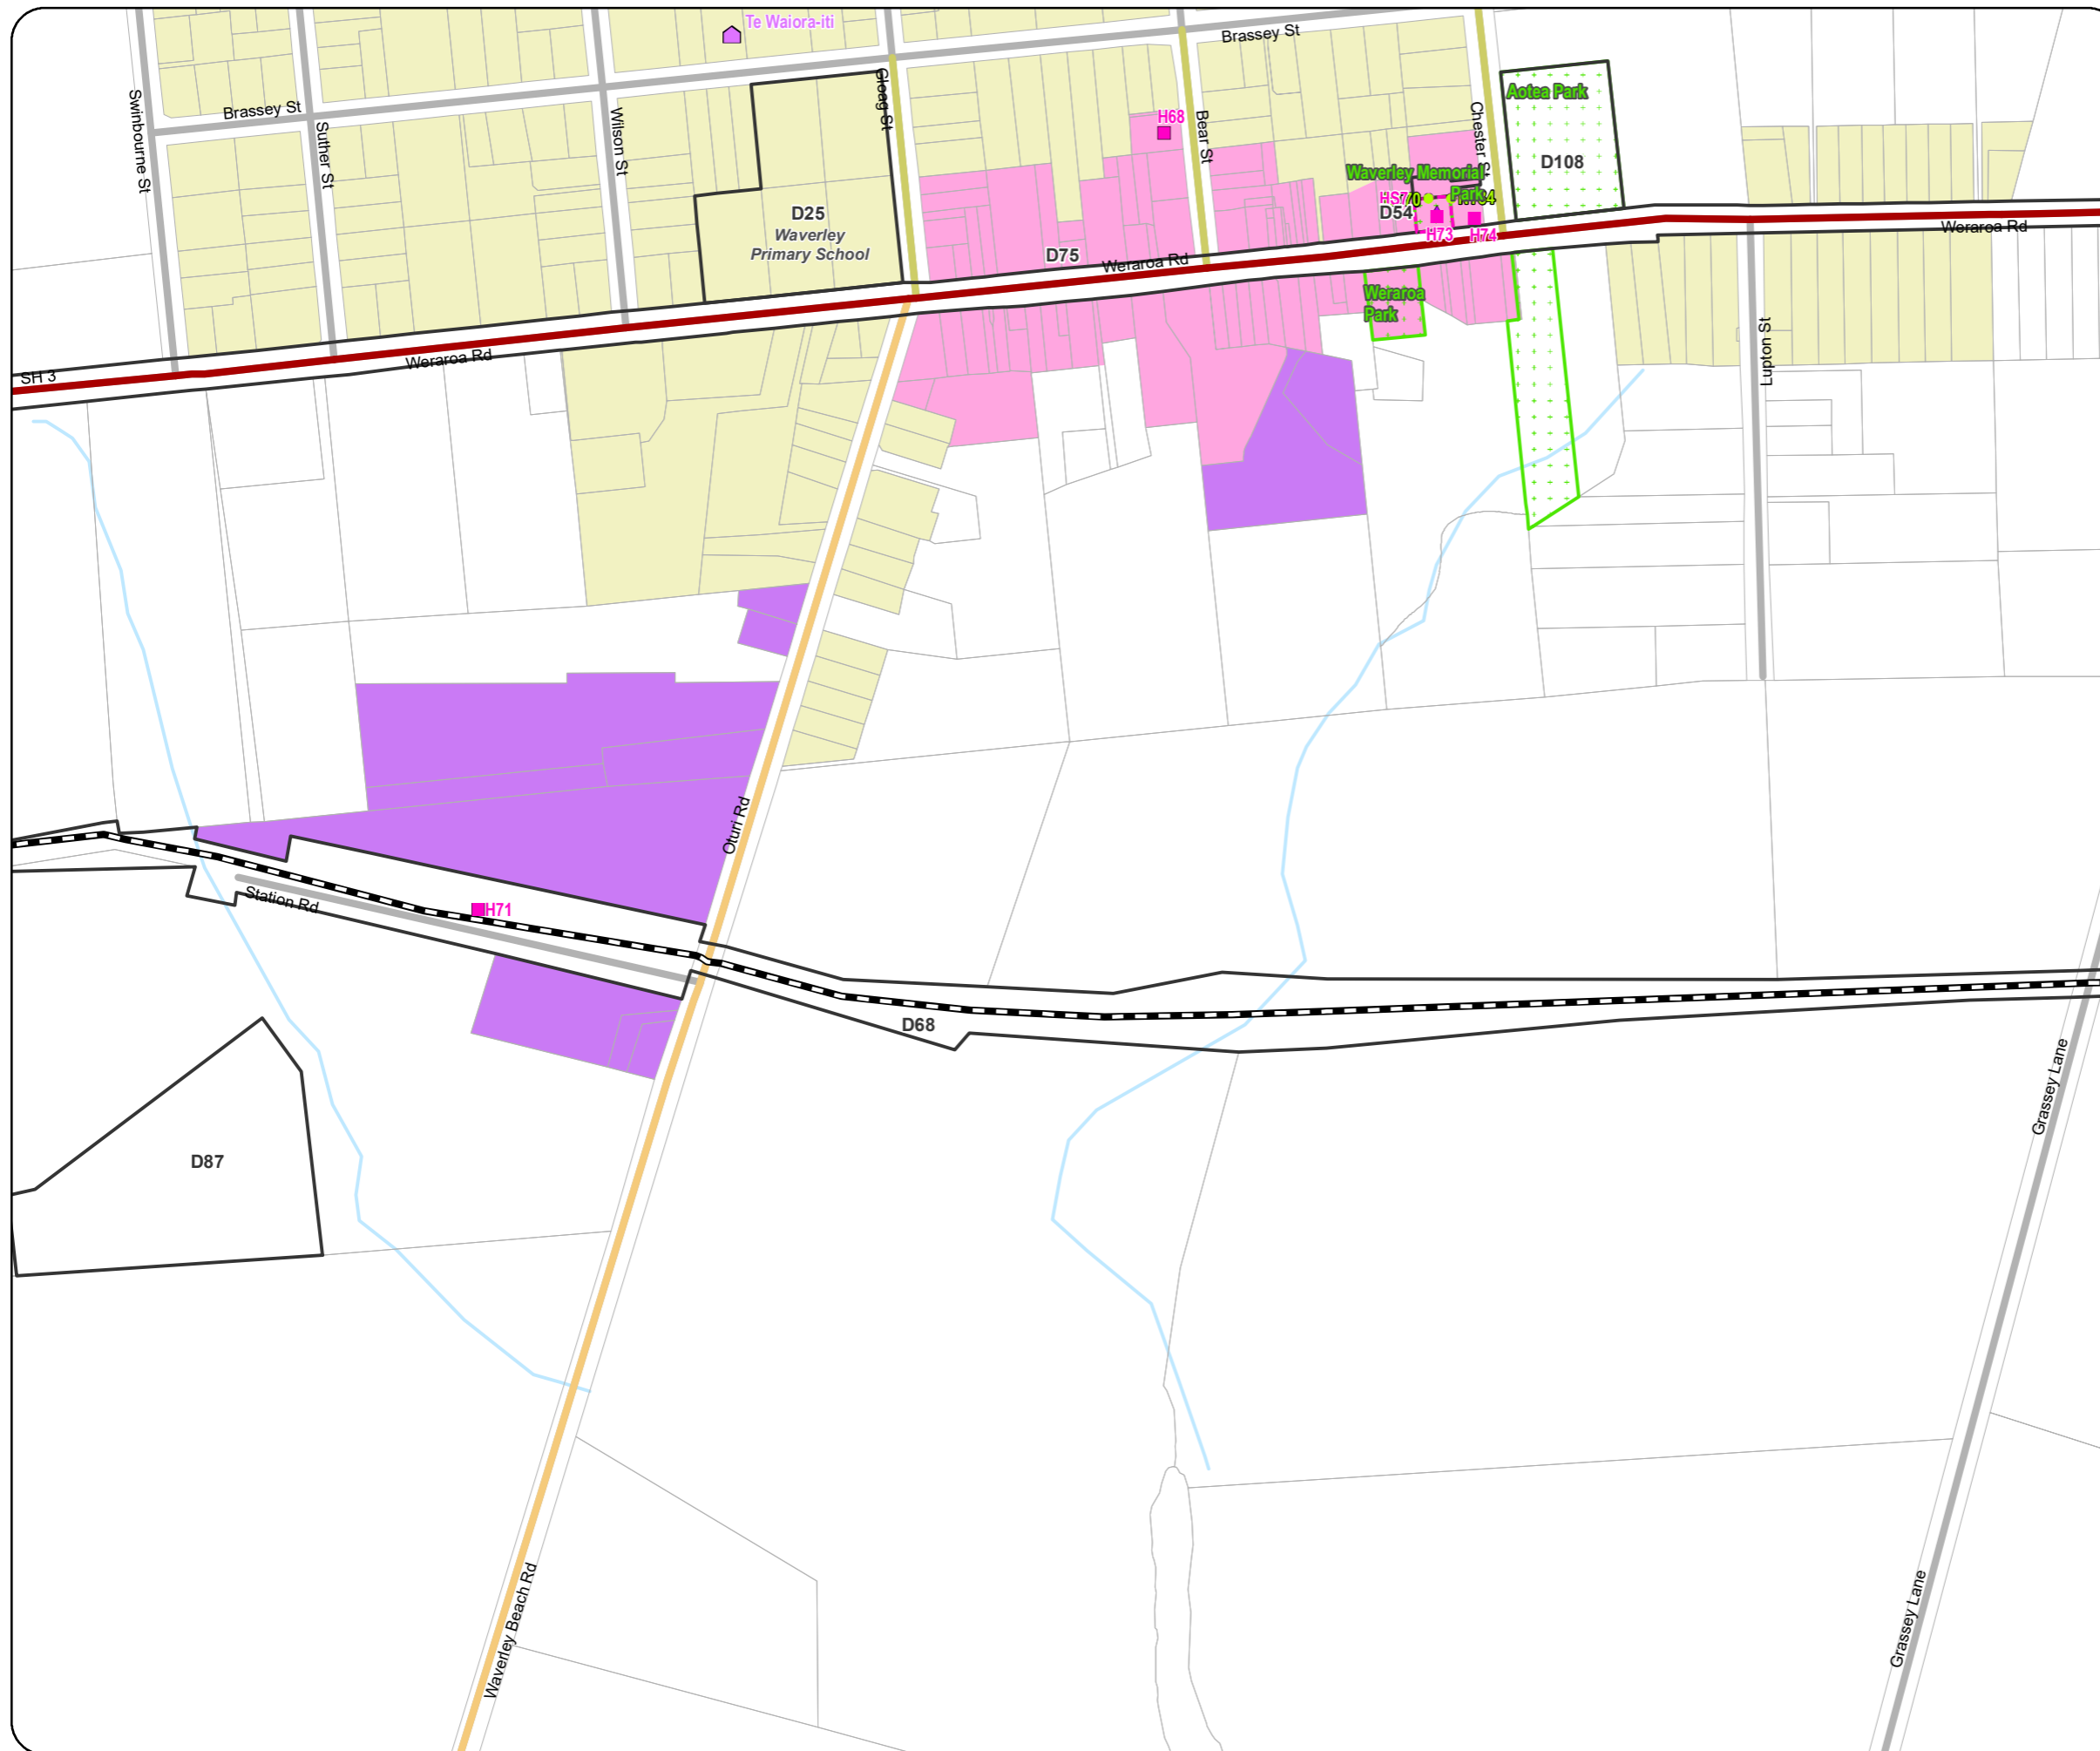 Te Waiora-iti
Brassey St
Brassey St
Swinbourne St
Suther St
Wilson St
Gloag St
Bear St
Chester St
H68
Aotea Park
D108
Waverley Memorial
Park
D54
H73
H74
D25
Waverley
Primary School
D75
Weraroa Rd
Weraroa Rd
Weraroa
Park
Lupton St
SH 3
Weraroa Rd
Oturi Rd
Station Rd
H71
D68
D87
Grassey Lane
Waverley Beach Rd
Grassey Lane